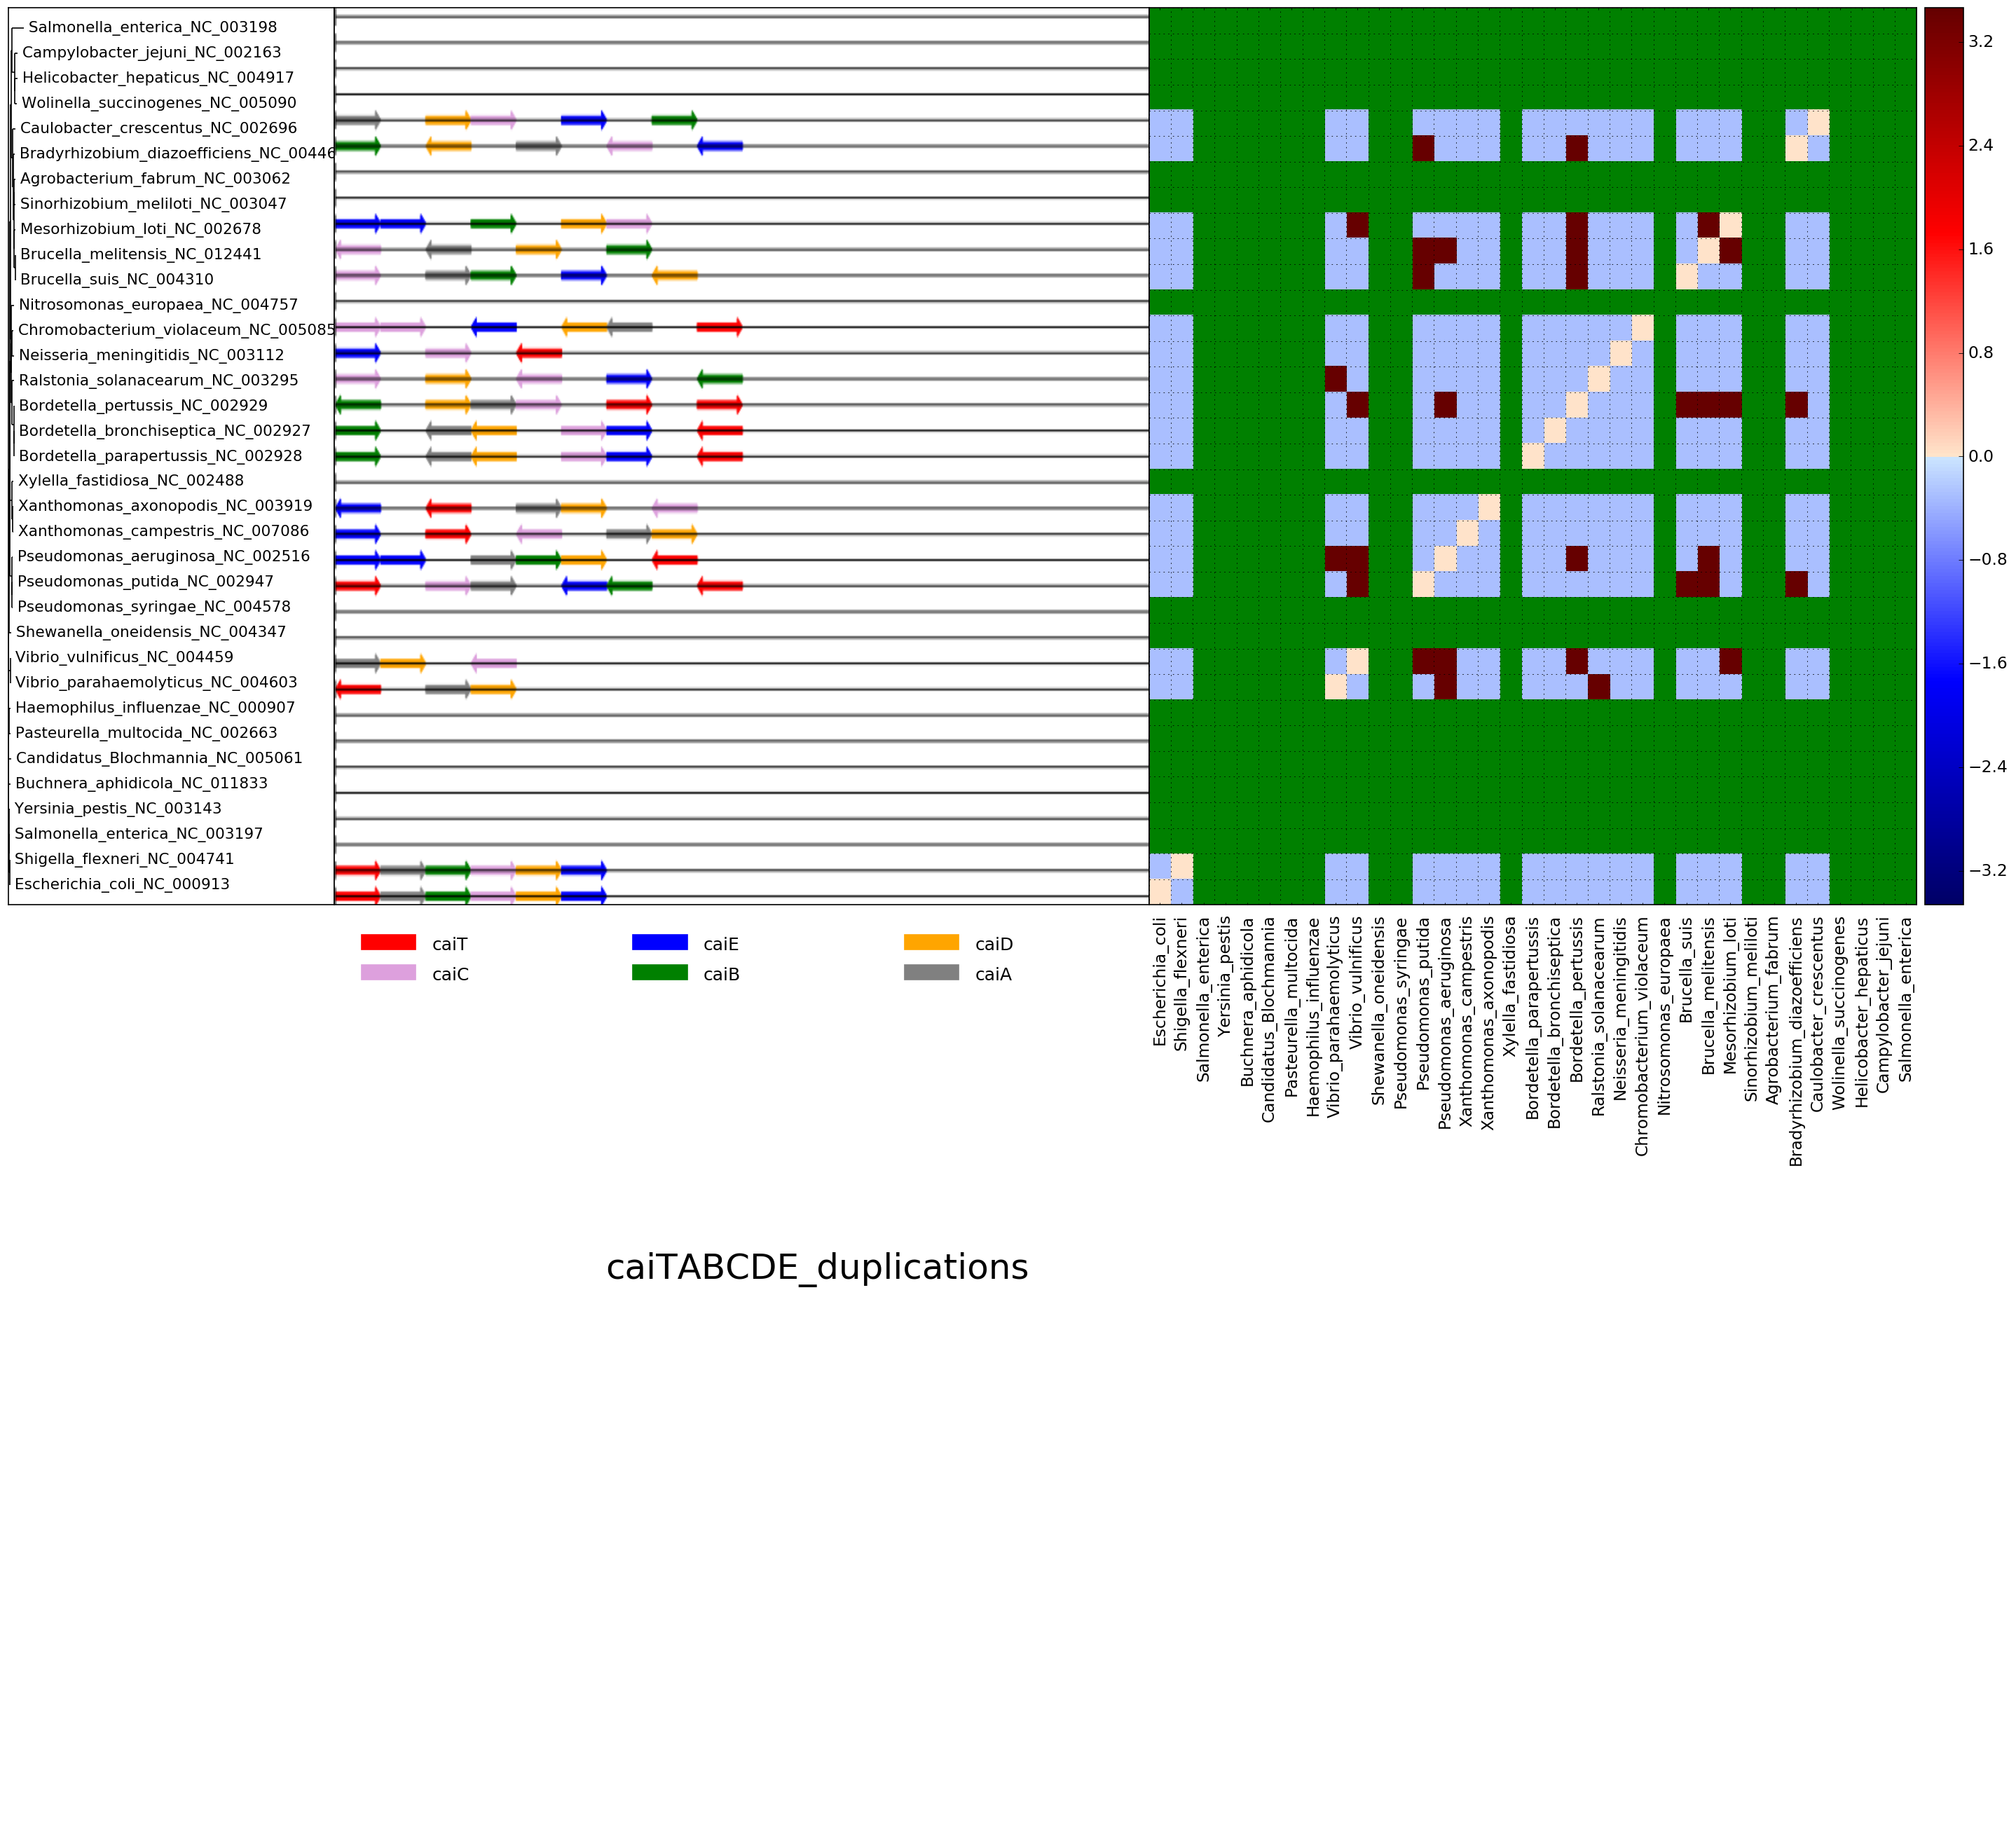 Salmonella_enterica_NC_003198
Campylobacter_jejuni_NC_002163
Helicobacter_hepaticus_NC_004917
Wolinella_succinogenes_NC_005090
Caulobacter_crescentus_NC_002696
Bradyrhizobium_diazoefficiens_NC_00446
Agrobacterium_fabrum_NC_003062
Sinorhizobium_meliloti_NC_003047
Mesorhizobium_loti_NC_002678
Brucella_melitensis_NC_012441
Brucella_suis_NC_004310
Nitrosomonas_europaea_NC_004757
Chromobacterium_violaceum_NC_005085
Neisseria_meningitidis_NC_003112
Ralstonia_solanacearum_NC_003295
Bordetella_pertussis_NC_002929
Bordetella_bronchiseptica_NC_002927
Bordetella_parapertussis_NC_002928
Xylella_fastidiosa_NC_002488
Xanthomonas_axonopodis_NC_003919
Xanthomonas_campestris_NC_007086
Pseudomonas_aeruginosa_NC_002516
Pseudomonas_putida_NC_002947
Pseudomonas_syringae_NC_004578
Shewanella_oneidensis_NC_004347
Vibrio_vulnificus_NC_004459
Vibrio_parahaemolyticus_NC_004603
Haemophilus_influenzae_NC_000907
Pasteurella_multocida_NC_002663
Candidatus_Blochmannia_NC_005061
Buchnera_aphidicola_NC_011833
Yersinia_pestis_NC_003143
Salmonella_enterica_NC_003197
Shigella_flexneri_NC_004741
Escherichia_coli_NC_000913
3.2
2.4
1.6
0.8
0.0
−0.8
−1.6
−2.4
−3.2
Escherichia_coli
Shigella_flexneri
Salmonella_enterica
Yersinia_pestis
Buchnera_aphidicola
Candidatus_Blochmannia
Pasteurella_multocida
Haemophilus_influenzae
Vibrio_parahaemolyticus
Vibrio_vulnificus
Shewanella_oneidensis
Pseudomonas_syringae
Pseudomonas_putida
Pseudomonas_aeruginosa
Xanthomonas_campestris
Xanthomonas_axonopodis
Xylella_fastidiosa
Bordetella_parapertussis
Bordetella_bronchiseptica
Bordetella_pertussis
Ralstonia_solanacearum
Neisseria_meningitidis
Chromobacterium_violaceum
Nitrosomonas_europaea
Brucella_suis
Brucella_melitensis
Mesorhizobium_loti
Sinorhizobium_meliloti
Agrobacterium_fabrum
Bradyrhizobium_diazoefficiens
Caulobacter_crescentus
Wolinella_succinogenes
Helicobacter_hepaticus
Campylobacter_jejuni
Salmonella_enterica
caiT caiE caiD
caiC caiB caiA
caiTABCDE_duplications